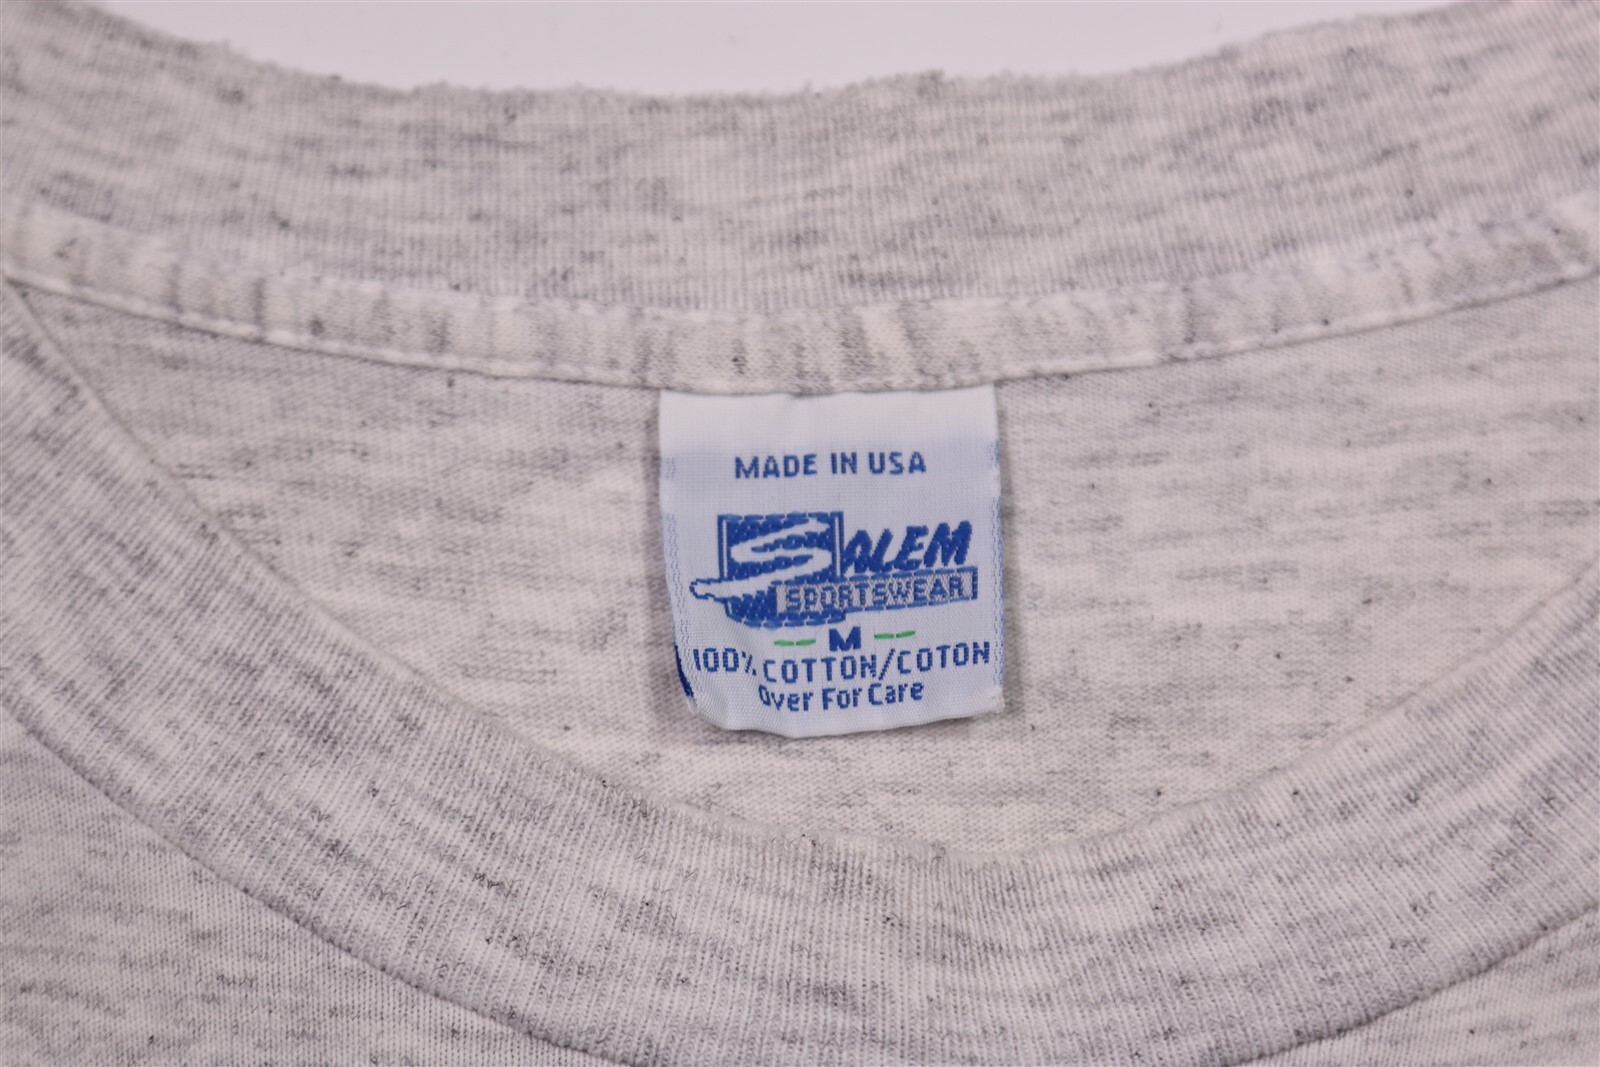 MADE IN USA
SALEM
SPORTSWEAR
M
100% COTTON/COTON
Over For Care